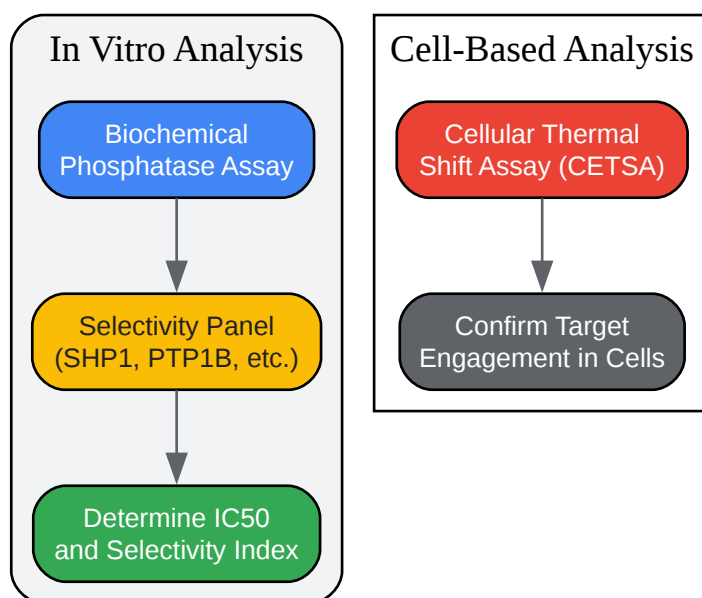 In Vitro Analysis
Biochemical
Phosphatase Assay
Selectivity Panel
(SHP1, PTP1B, etc.)
Determine IC50
and Selectivity Index
Cell-Based Analysis
Cellular Thermal
Shift Assay (CETSA)
Confirm Target
Engagement in Cells